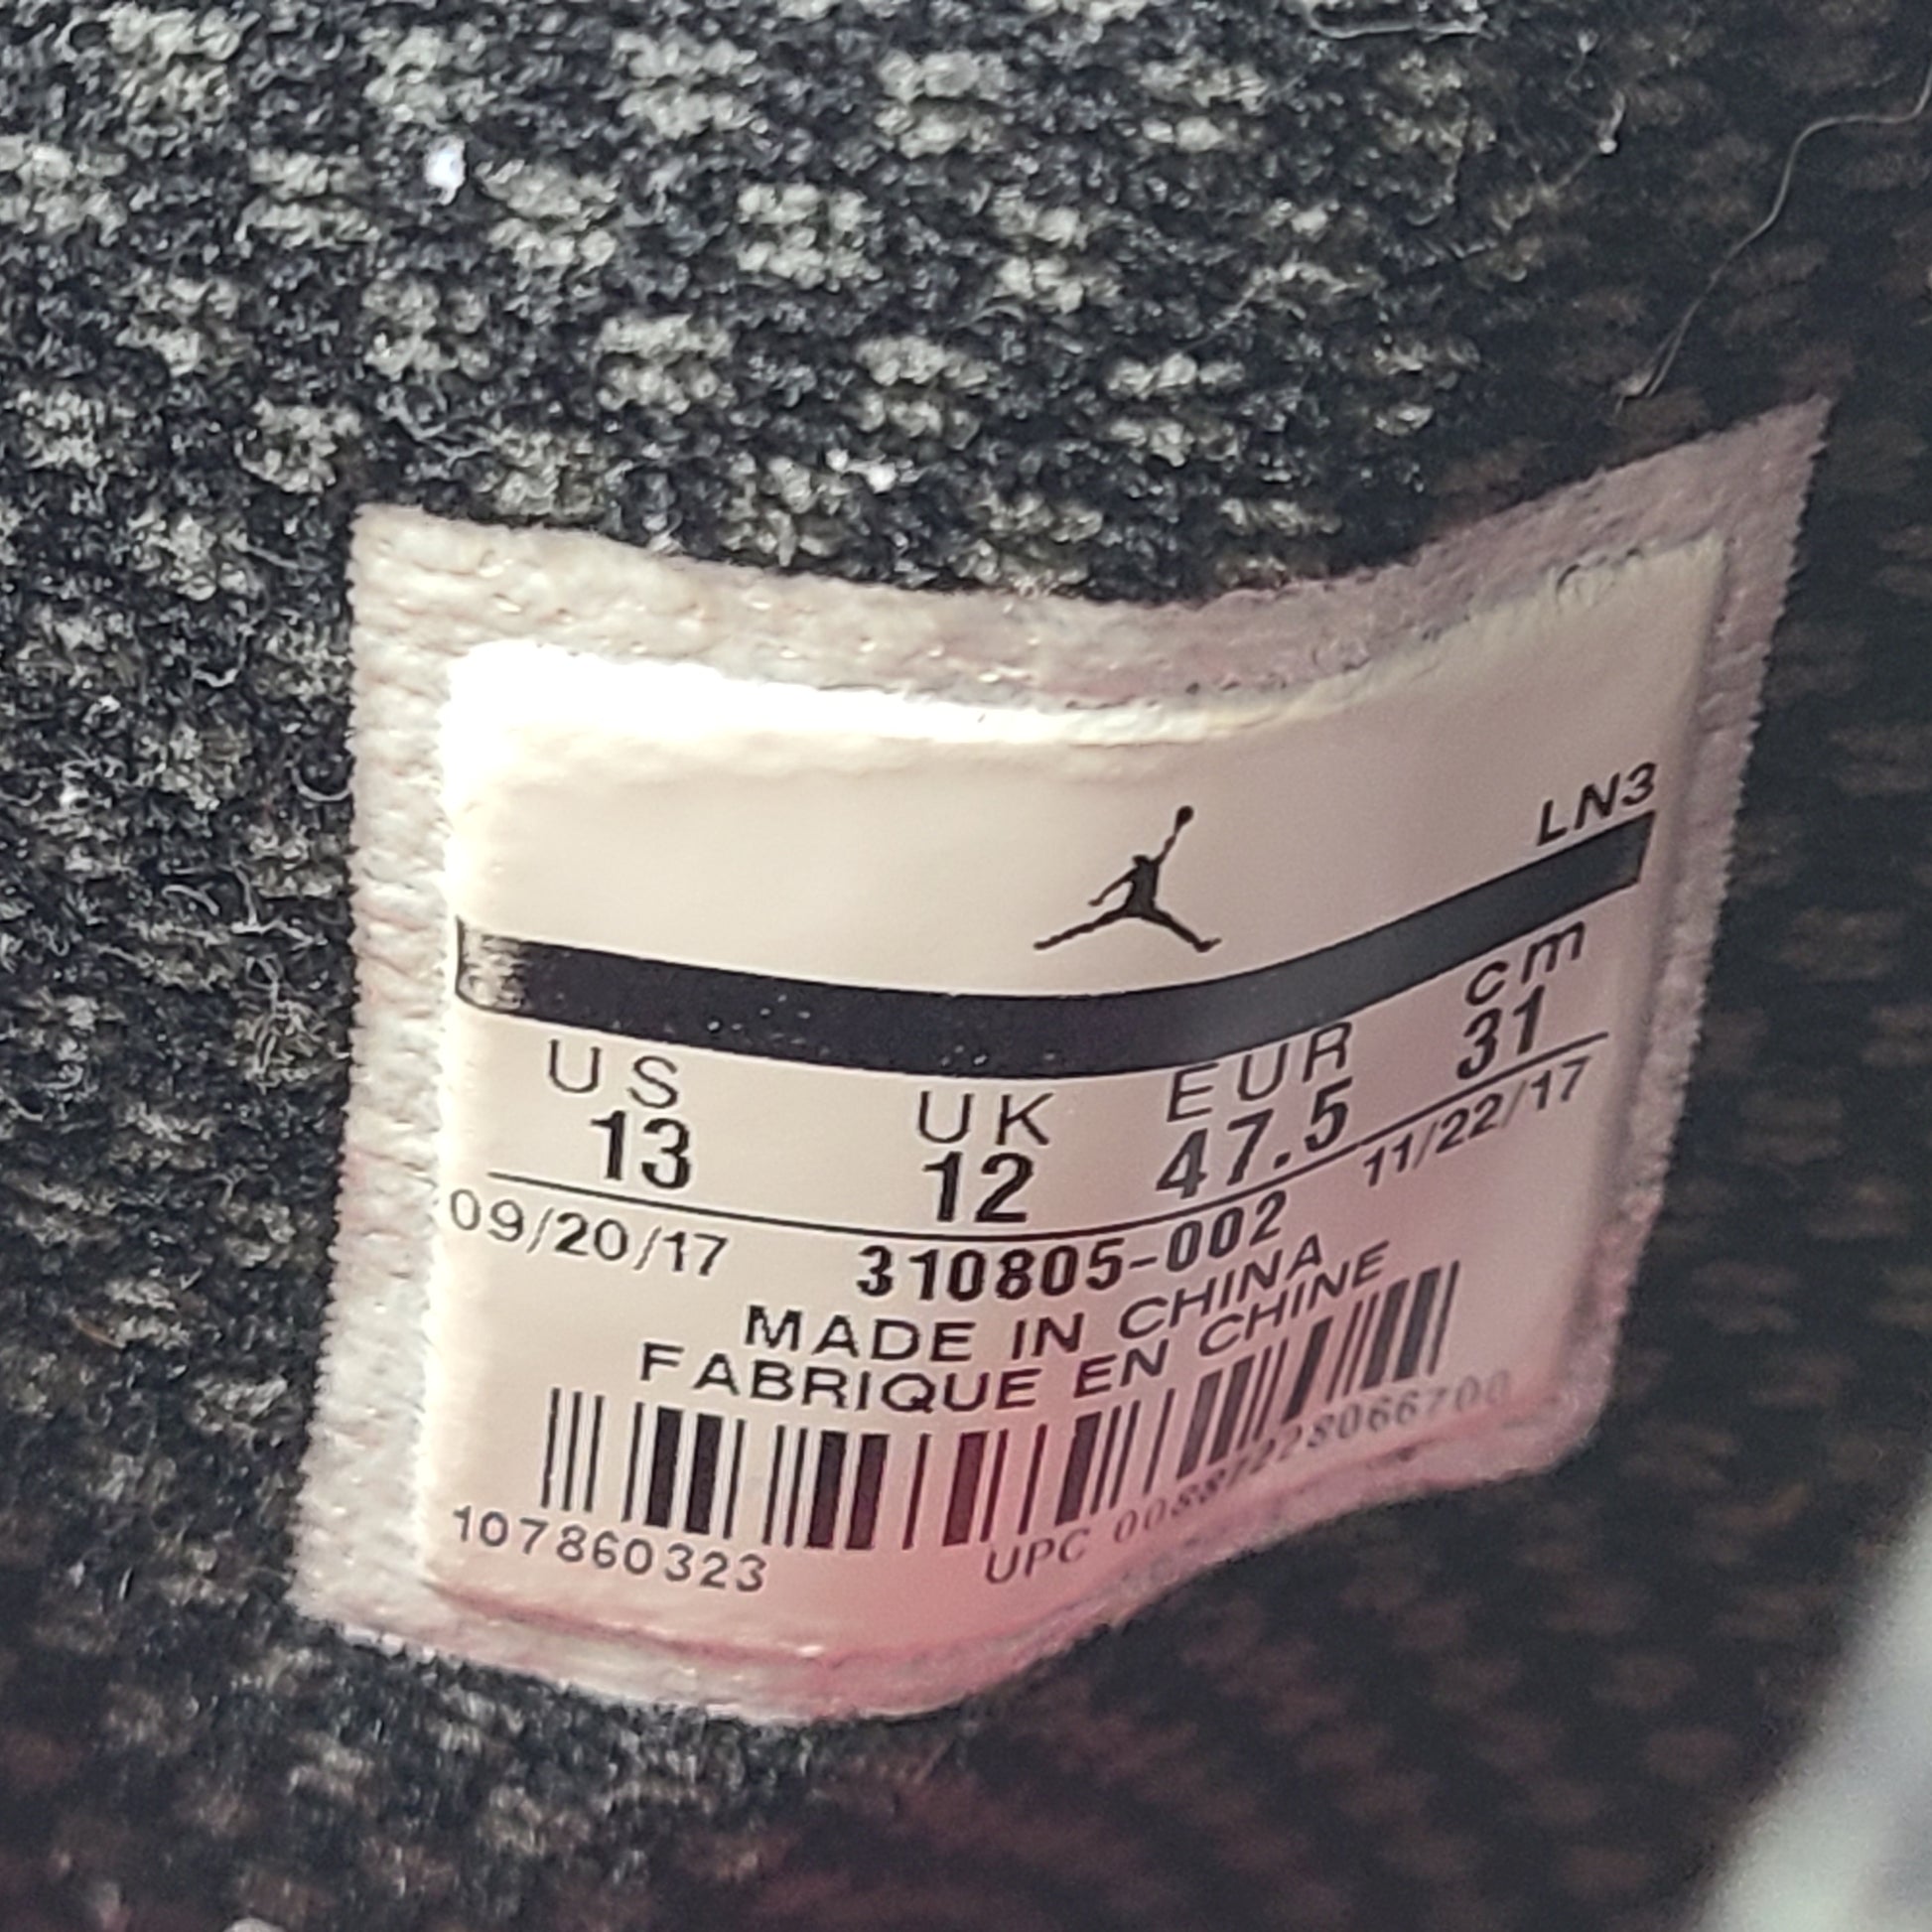 LN3
US UK EUR cm
13 12 47.5 31
09/20/17 310805-002 11/22/17
MADE IN CHINA
FABRIQUE EN CHINE
107860323 UPC